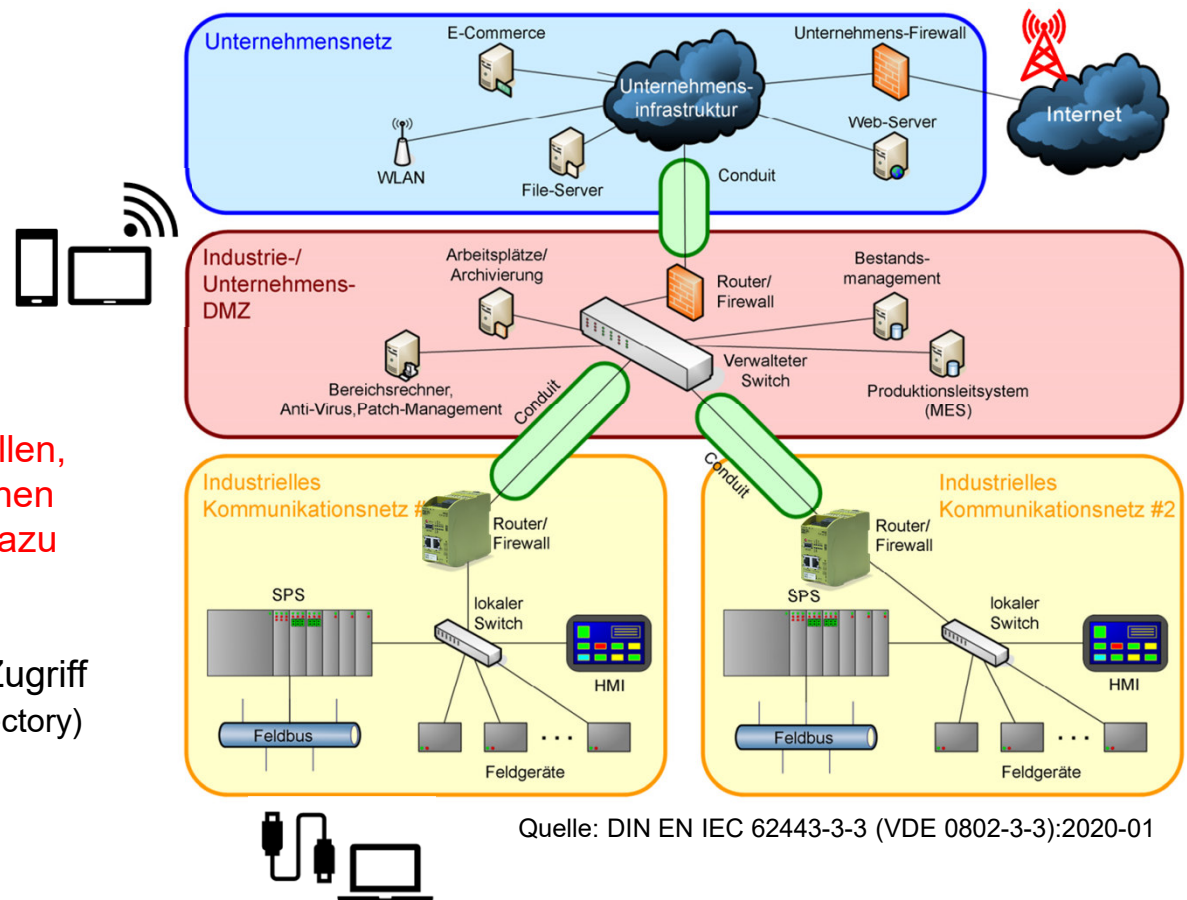 Unternehmensnetz
E-Commerce
Unternehmens-
infrastruktur
Unternehmens-Firewall
Internet
WLAN
File-Server
Web-Server
Conduit
Industrie-/
Unternehmens-
DMZ
Arbeitsplätze/
Archivierung
Router/
Firewall
Bestands-
management
Bereichsrechner,
Anti-Virus,Patch-Management
Verwalteter
Switch
Produktionsleitsystem
(MES)
Conduit
Conduit
llen,
nen
azu
Zugriff
ctory)
Industrielles
Kommunikationsnetz #
Router/
Firewall
SPS
lokaler
Switch
HMI
Feldbus
Feldgeräte
Industrielles
Kommunikationsnetz #2
Router/
Firewall
SPS
lokaler
Switch
HMI
Feldbus
Feldgeräte
Quelle: DIN EN IEC 62443-3-3 (VDE 0802-3-3):2020-01